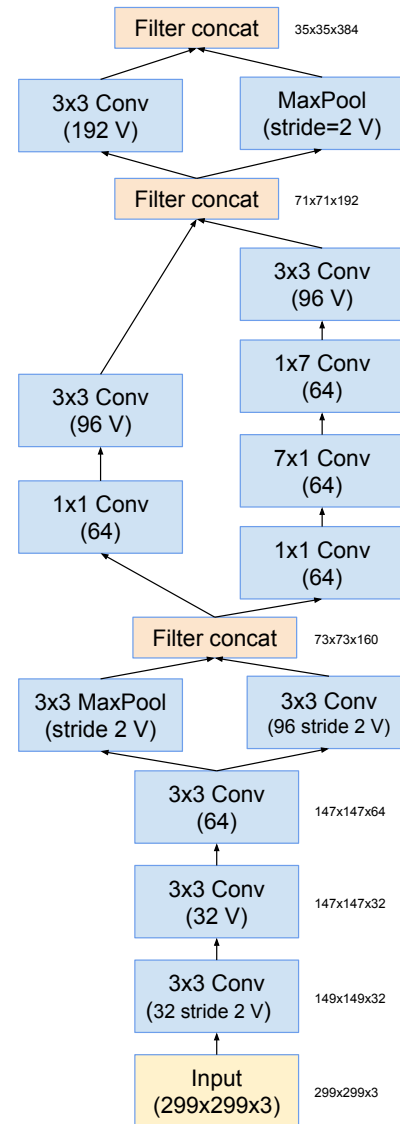 Filter concat
35x35x384
3x3 Conv
(192 V)
MaxPool
(stride=2 V)
Filter concat
71x71x192
3x3 Conv
(96 V)
1x7 Conv
(64)
3x3 Conv
(96 V)
7x1 Conv
(64)
1x1 Conv
(64)
1x1 Conv
(64)
Filter concat
73x73x160
3x3 MaxPool
(stride 2 V)
3x3 Conv
(96 stride 2 V)
3x3 Conv
(64)
147x147x64
3x3 Conv
(32 V)
147x147x32
3x3 Conv
(32 stride 2 V)
149x149x32
Input
(299x299x3)
299x299x3